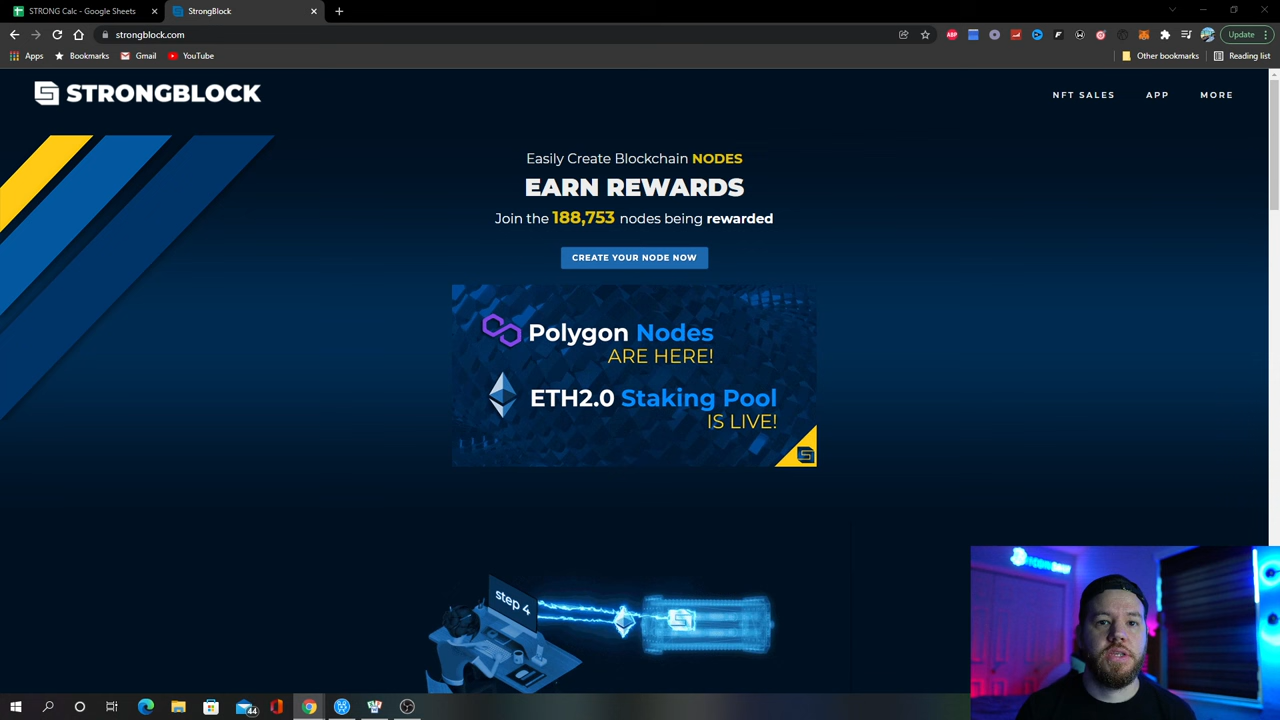 STRONG Calc - Google Sheets
StrongBlock
strongblock.com
Update
Apps
Bookmarks
Gmail
YouTube
Other bookmarks
Reading list
STRONGBLOCK
NFT SALES
APP
MORE
Easily Create Blockchain NODES
EARN REWARDS
Join the 188,753 nodes being rewarded
CREATE YOUR NODE NOW
Polygon Nodes
ARE HERE!
ETH2.0 Staking Pool
IS LIVE!
step 4
44